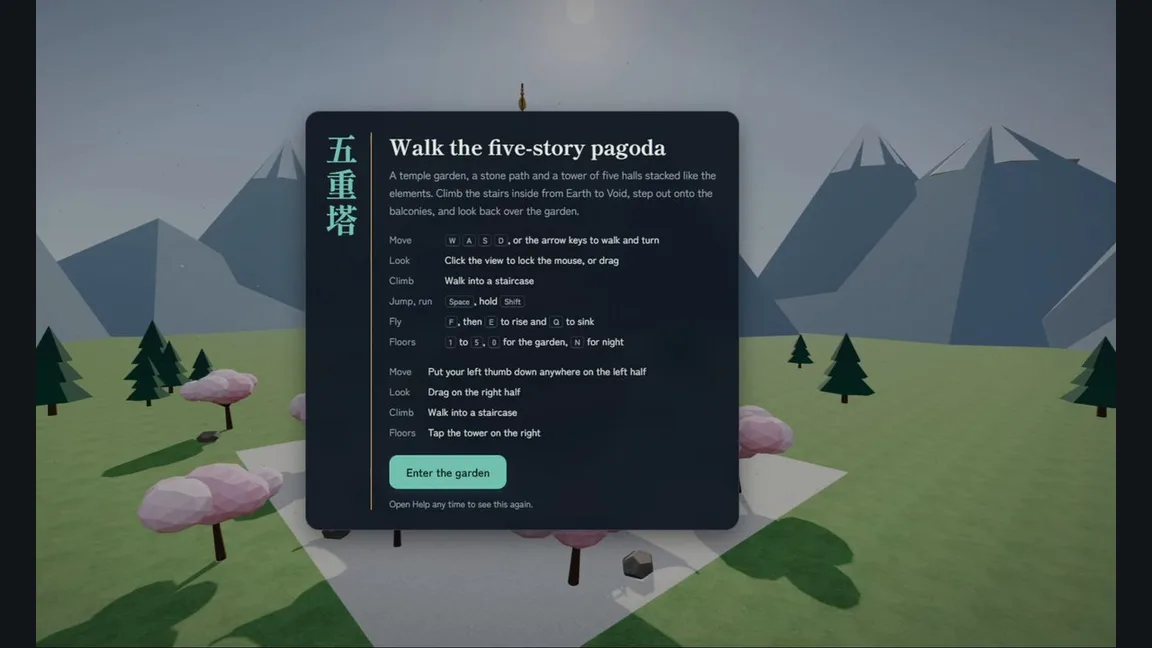 五重塔
Walk the five-story pagoda
A temple garden, a stone path and a tower of five halls stacked like the
elements. Climb the stairs inside from Earth to Void, step out onto the
balconies, and look back over the garden.
Move W A S D, or the arrow keys to walk and turn
Look Click the view to lock the mouse, or drag
Climb Walk into a staircase
Jump, run Space, hold Shift
Fly F, then E to rise and Q to sink
Floors 1 to 5, 0 for the garden, N for night
Move Put your left thumb down anywhere on the left half
Look Drag on the right half
Climb Walk into a staircase
Floors Tap the tower on the right
Enter the garden
Open Help any time to see this again.